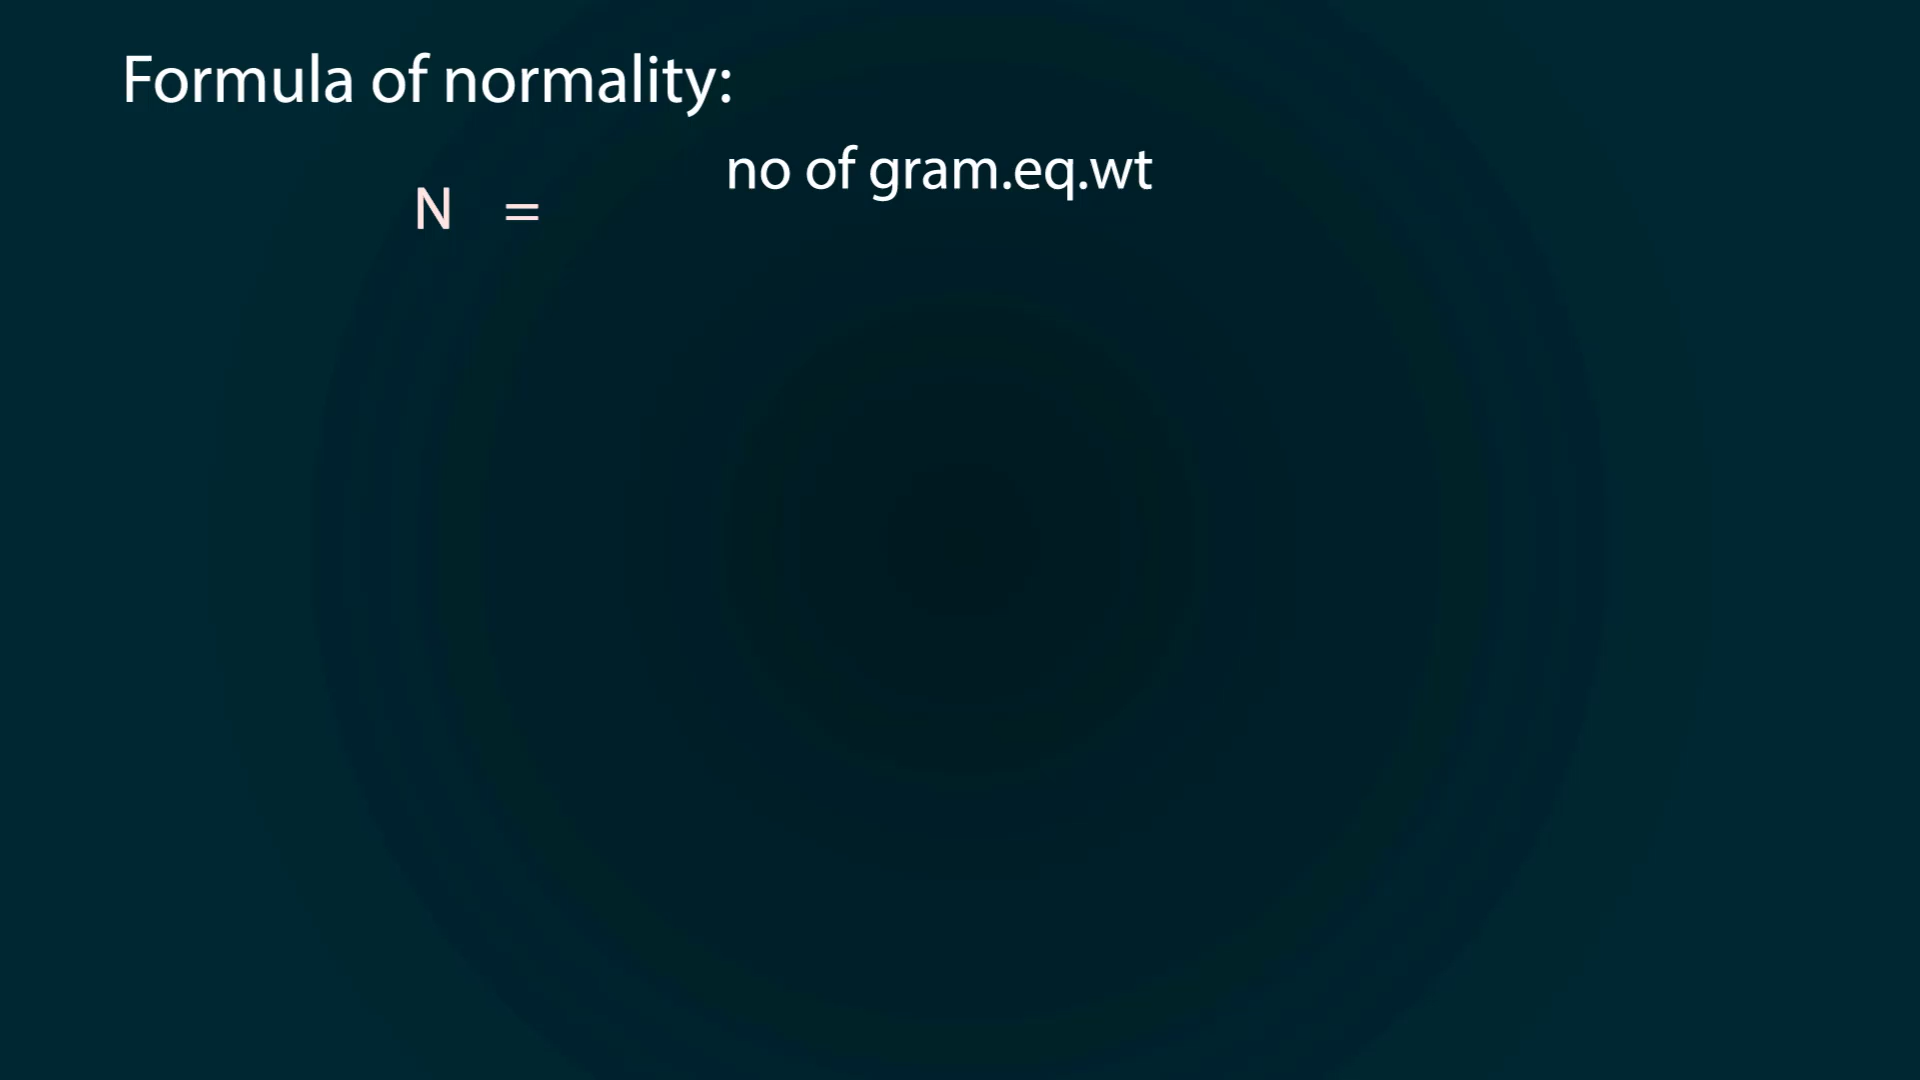 Formula of normality:
no of gram.eq.wt
N =